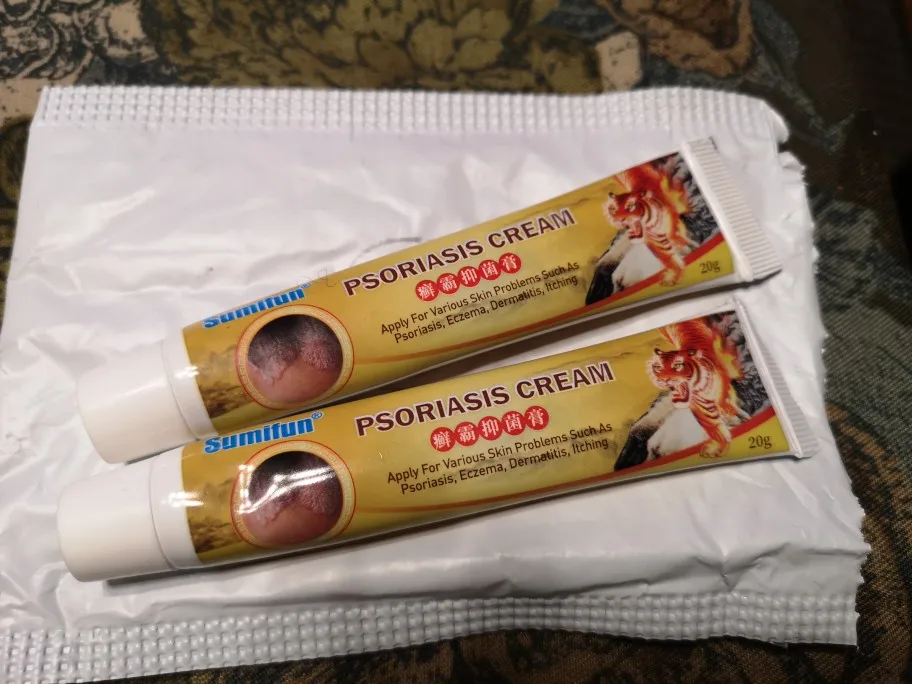 Sumifun®
PSORIASIS CREAM
癣霸抑菌膏
Apply For Various Skin Problems Such As
Psoriasis, Eczema, Dermatitis, Itching
20g
Sumifun®
PSORIASIS CREAM
癣霸抑菌膏
Apply For Various Skin Problems Such As
Psoriasis, Eczema, Dermatitis, Itching
20g